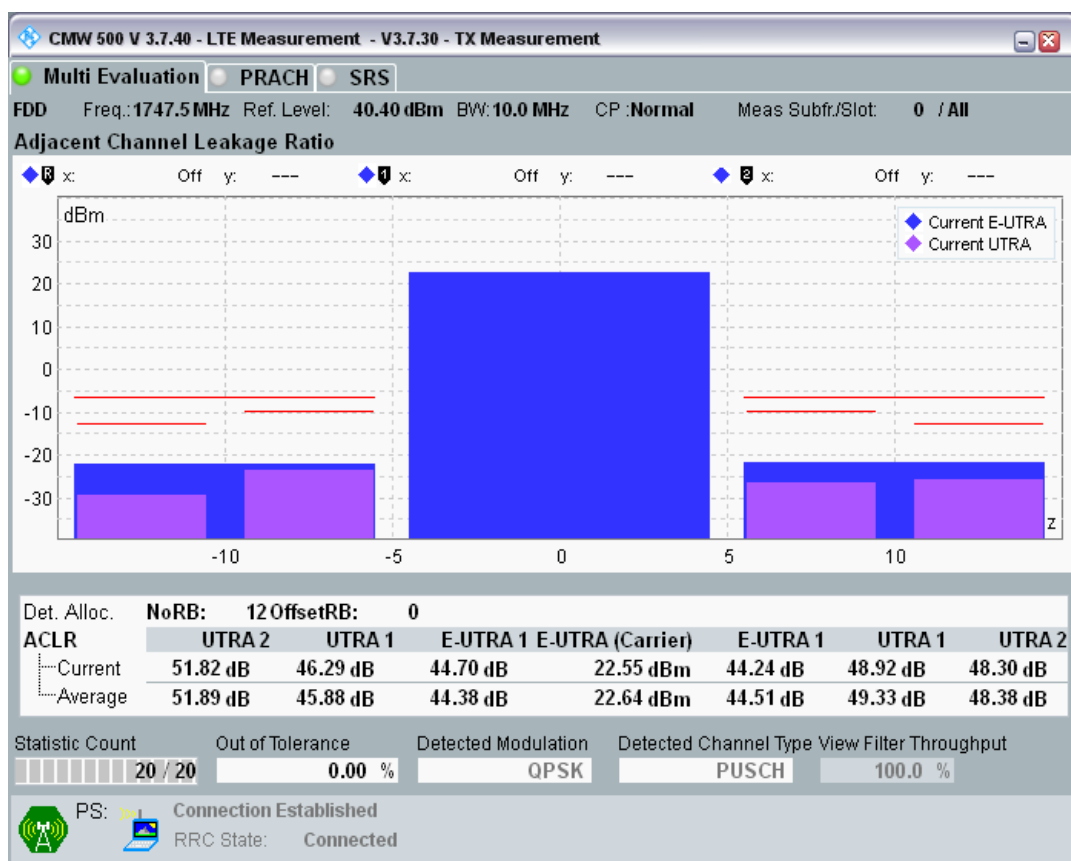 CMW 500 V 3.7.40 - LTE Measurement - V3.7.30 - TX Measurement
Multi Evaluation PRACH SRS
FDD Freq.: 1747.5 MHz Ref. Level: 40.40 dBm BW: 10.0 MHz CP : Normal Meas Subfr./Slot: 0 / All
Adjacent Channel Leakage Ratio
R x: Off y: --- 1 x: Off y: --- 2 x: Off y: ---
dBm
Current E-UTRA
Current UTRA
30
20
10
0
-10
-20
-30
z
-10 -5 0 5 10
Det. Alloc. NoRB: 12 OffsetRB: 0
ACLR UTRA 2 UTRA 1 E-UTRA 1 E-UTRA (Carrier) E-UTRA 1 UTRA 1 UTRA 2
Current 51.82 dB 46.29 dB 44.70 dB 22.55 dBm 44.24 dB 48.92 dB 48.30 dB
Average 51.89 dB 45.88 dB 44.38 dB 22.64 dBm 44.51 dB 49.33 dB 48.38 dB
Statistic Count Out of Tolerance Detected Modulation Detected Channel Type View Filter Throughput
20 / 20 0.00 % QPSK PUSCH 100.0 %
PS: Connection Established
RRC State: Connected